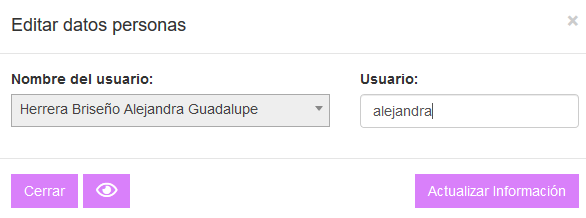 Editar datos personas
×
Nombre del usuario:
Usuario:
Herrera Briseño Alejandra Guadalupe
alejandra
Cerrar
Actualizar Información